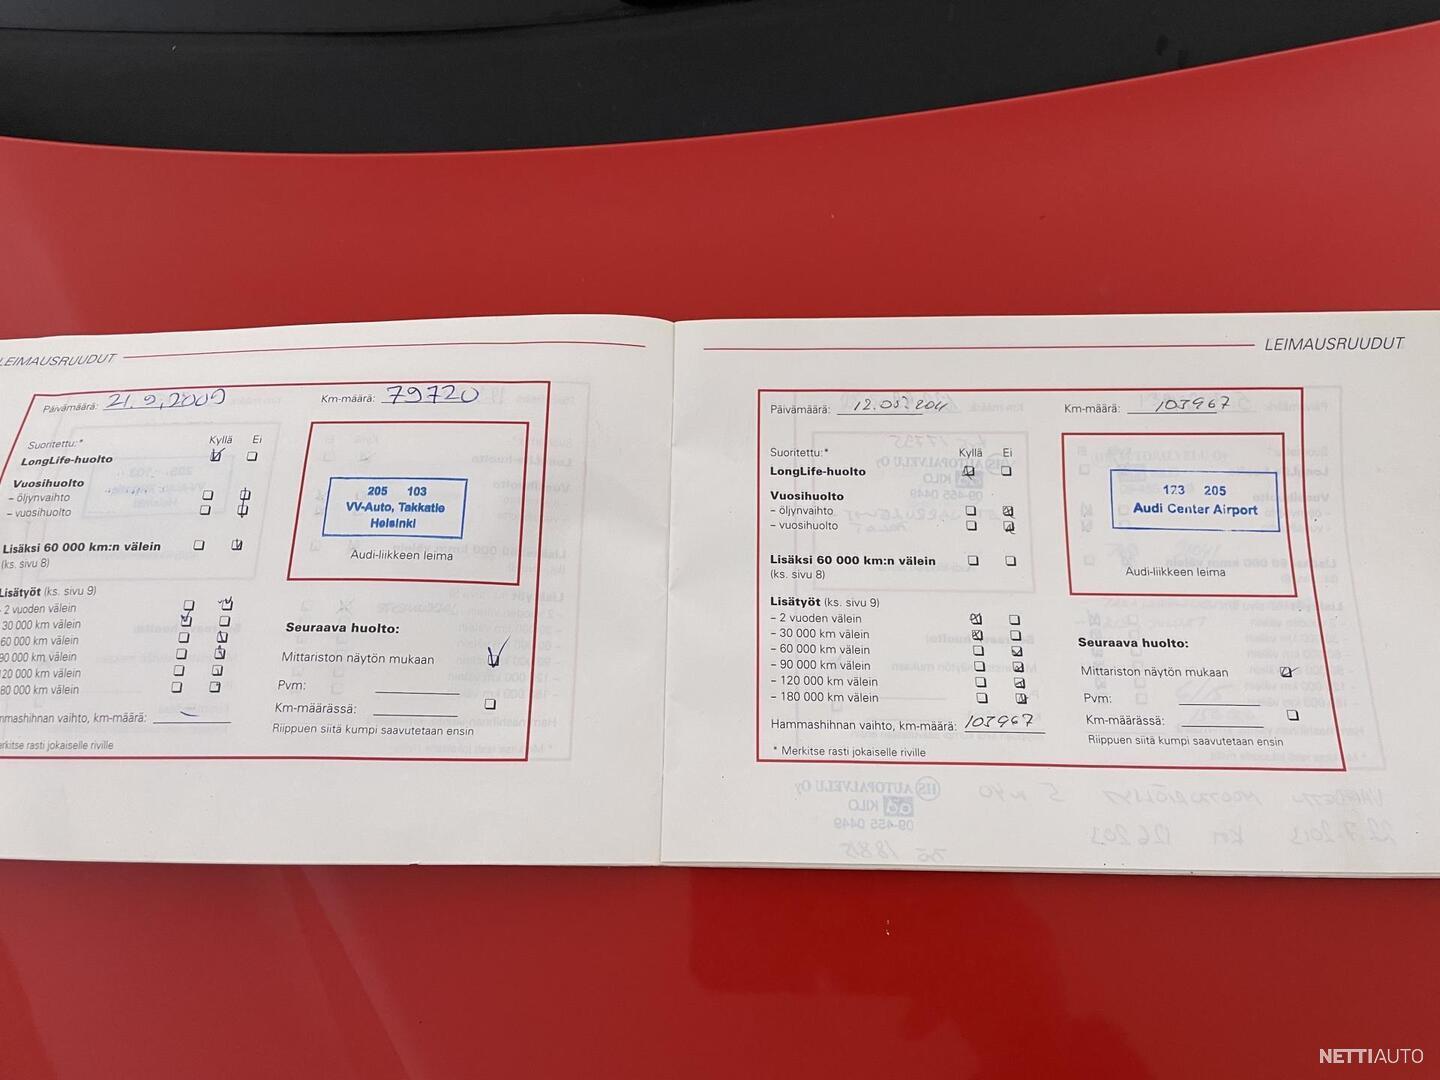 LEIMAUSRUUDUT
Päivämäärä: 21.9.2009
Km-määrä: 79720
Suoritettu:*
Kyllä Ei
LongLife-huolto
Vuosihuolto
– öljynvaihto
– vuosihuolto
Lisäksi 60 000 km:n välein
(ks. sivu 8)
Lisätyöt (ks. sivu 9)
- 2 vuoden välein
30 000 km välein
60 000 km välein
90 000 km välein
120 000 km välein
80 000 km välein
mmashihnan vaihto, km-määrä:
erkitse rasti jokaiselle riville
205 103
VV-Auto, Takkatie
Helsinki
Audi-liikkeen leima
Seuraava huolto:
Mittariston näytön mukaan
Pvm:
Km-määrässä:
Riippuen siitä kumpi saavutetaan ensin
LEIMAUSRUUDUT
Päivämäärä: 12.05.2011
Km-määrä: 103967
Suoritettu:*
Kyllä Ei
LongLife-huolto
Vuosihuolto
– öljynvaihto
– vuosihuolto
Lisäksi 60 000 km:n välein
(ks. sivu 8)
Lisätyöt (ks. sivu 9)
– 2 vuoden välein
– 30 000 km välein
– 60 000 km välein
– 90 000 km välein
– 120 000 km välein
– 180 000 km välein
Hammashihnan vaihto, km-määrä: 103967
* Merkitse rasti jokaiselle riville
123 205
Audi Center Airport
Audi-liikkeen leima
Seuraava huolto:
Mittariston näytön mukaan
Pvm:
Km-määrässä:
Riippuen siitä kumpi saavutetaan ensin
NETTIAUTO